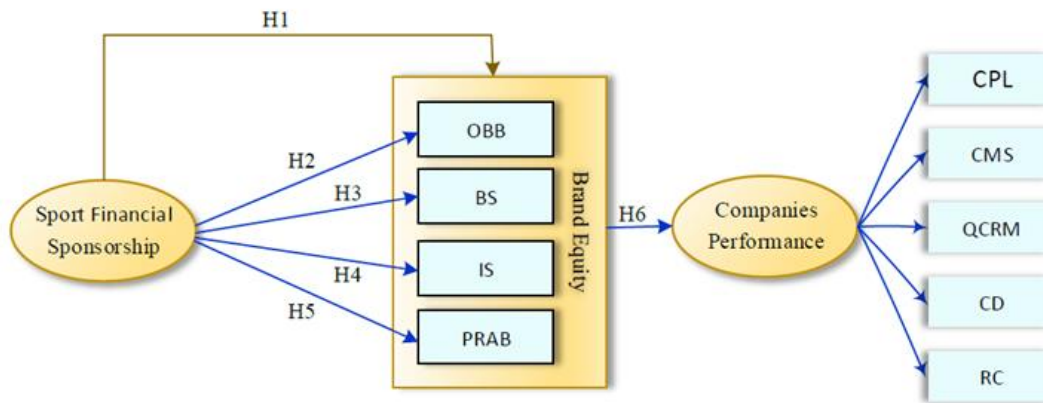 H1
Sport Financial
Sponsorship
H2
H3
H4
H5
OBB
BS
IS
PRAB
Brand Equity
H6
Companies
Performance
CPL
CMS
QCRM
CD
RC